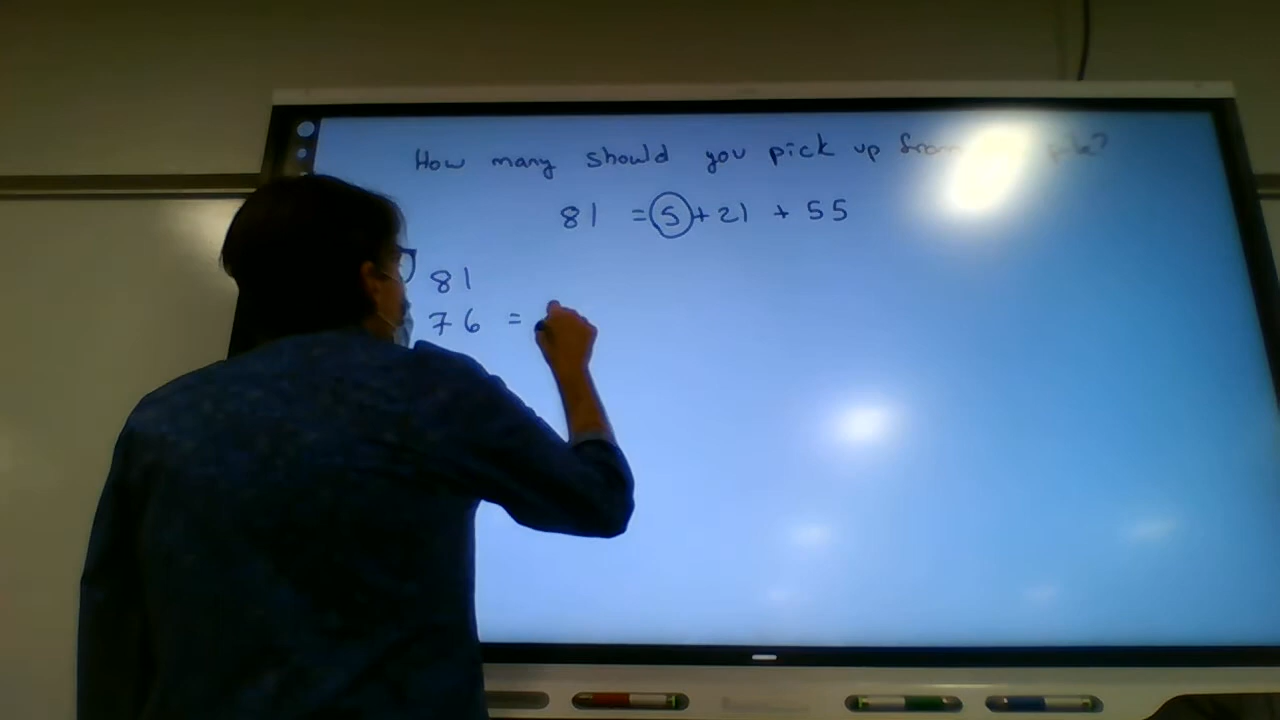 How many should you pick up from
81 = 5 + 21 + 55
81
76 =